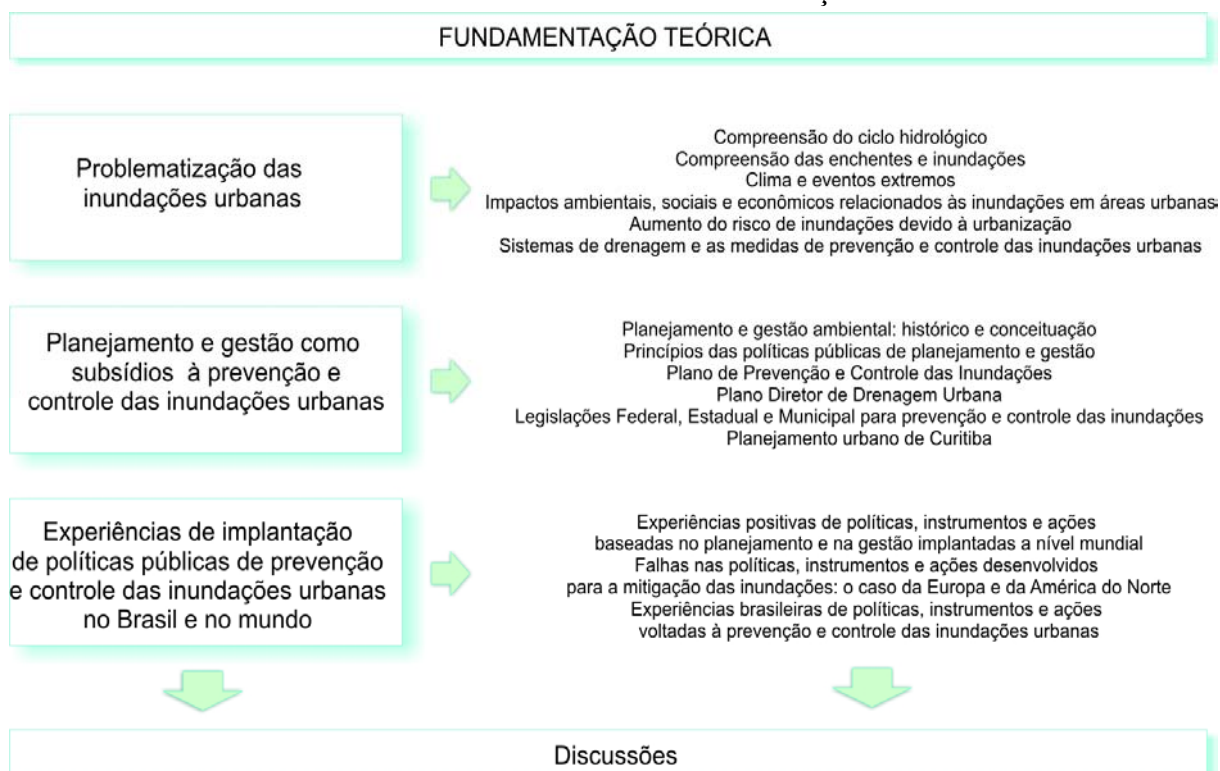 FUNDAMENTAÇÃO TEÓRICA
Problematização das
inundações urbanas
Compreensão do ciclo hidrológico
Compreensão das enchentes e inundações
Clima e eventos extremos
Impactos ambientais, sociais e econômicos relacionados às inundações em áreas urbanas
Aumento do risco de inundações devido à urbanização
Sistemas de drenagem e as medidas de prevenção e controle das inundações urbanas
Planejamento e gestão como
subsídios à prevenção e
controle das inundações urbanas
Planejamento e gestão ambiental: histórico e conceituação
Princípios das políticas públicas de planejamento e gestão
Plano de Prevenção e Controle das Inundações
Plano Diretor de Drenagem Urbana
Legislações Federal, Estadual e Municipal para prevenção e controle das inundações
Planejamento urbano de Curitiba
Experiências de implantação
de políticas públicas de prevenção
e controle das inundações urbanas
no Brasil e no mundo
Experiências positivas de políticas, instrumentos e ações
baseadas no planejamento e na gestão implantadas a nível mundial
Falhas nas políticas, instrumentos e ações desenvolvidos
para a mitigação das inundações: o caso da Europa e da América do Norte
Experiências brasileiras de políticas, instrumentos e ações
voltadas à prevenção e controle das inundações urbanas
Discussões